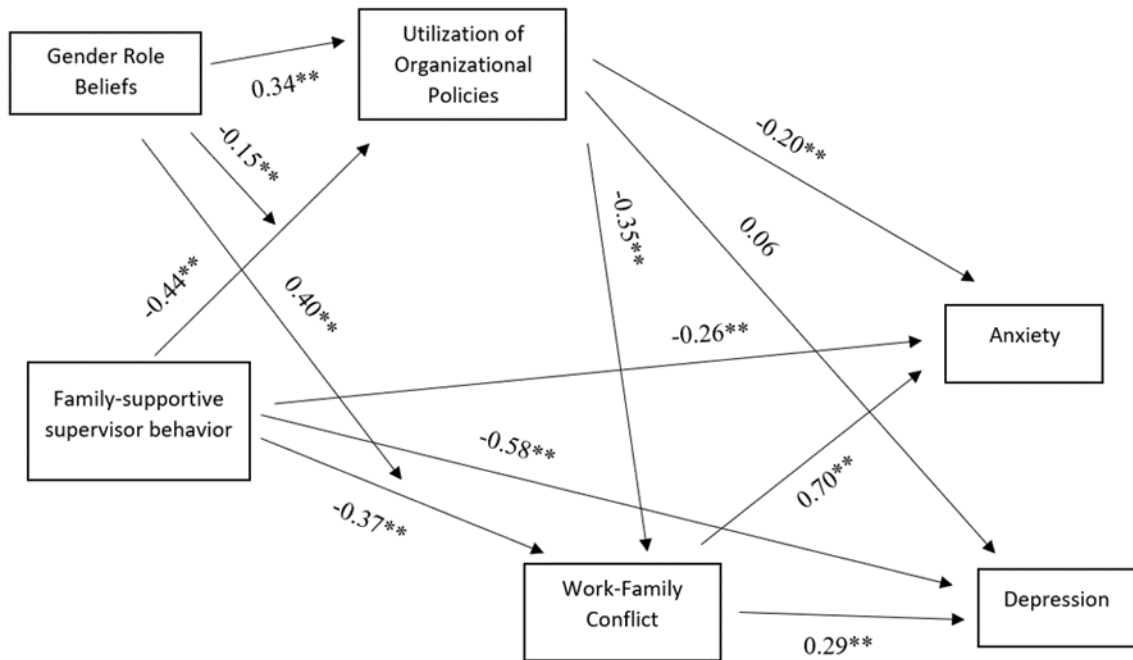 Gender Role
Beliefs
Utilization of
Organizational
Policies
0.34**
-0.15**
-0.20**
-0.35**
0.06
-0.44**
0.40**
-0.26**
Anxiety
Family-supportive
supervisor behavior
-0.58**
0.70**
-0.37**
Work-Family
Conflict
Depression
0.29**